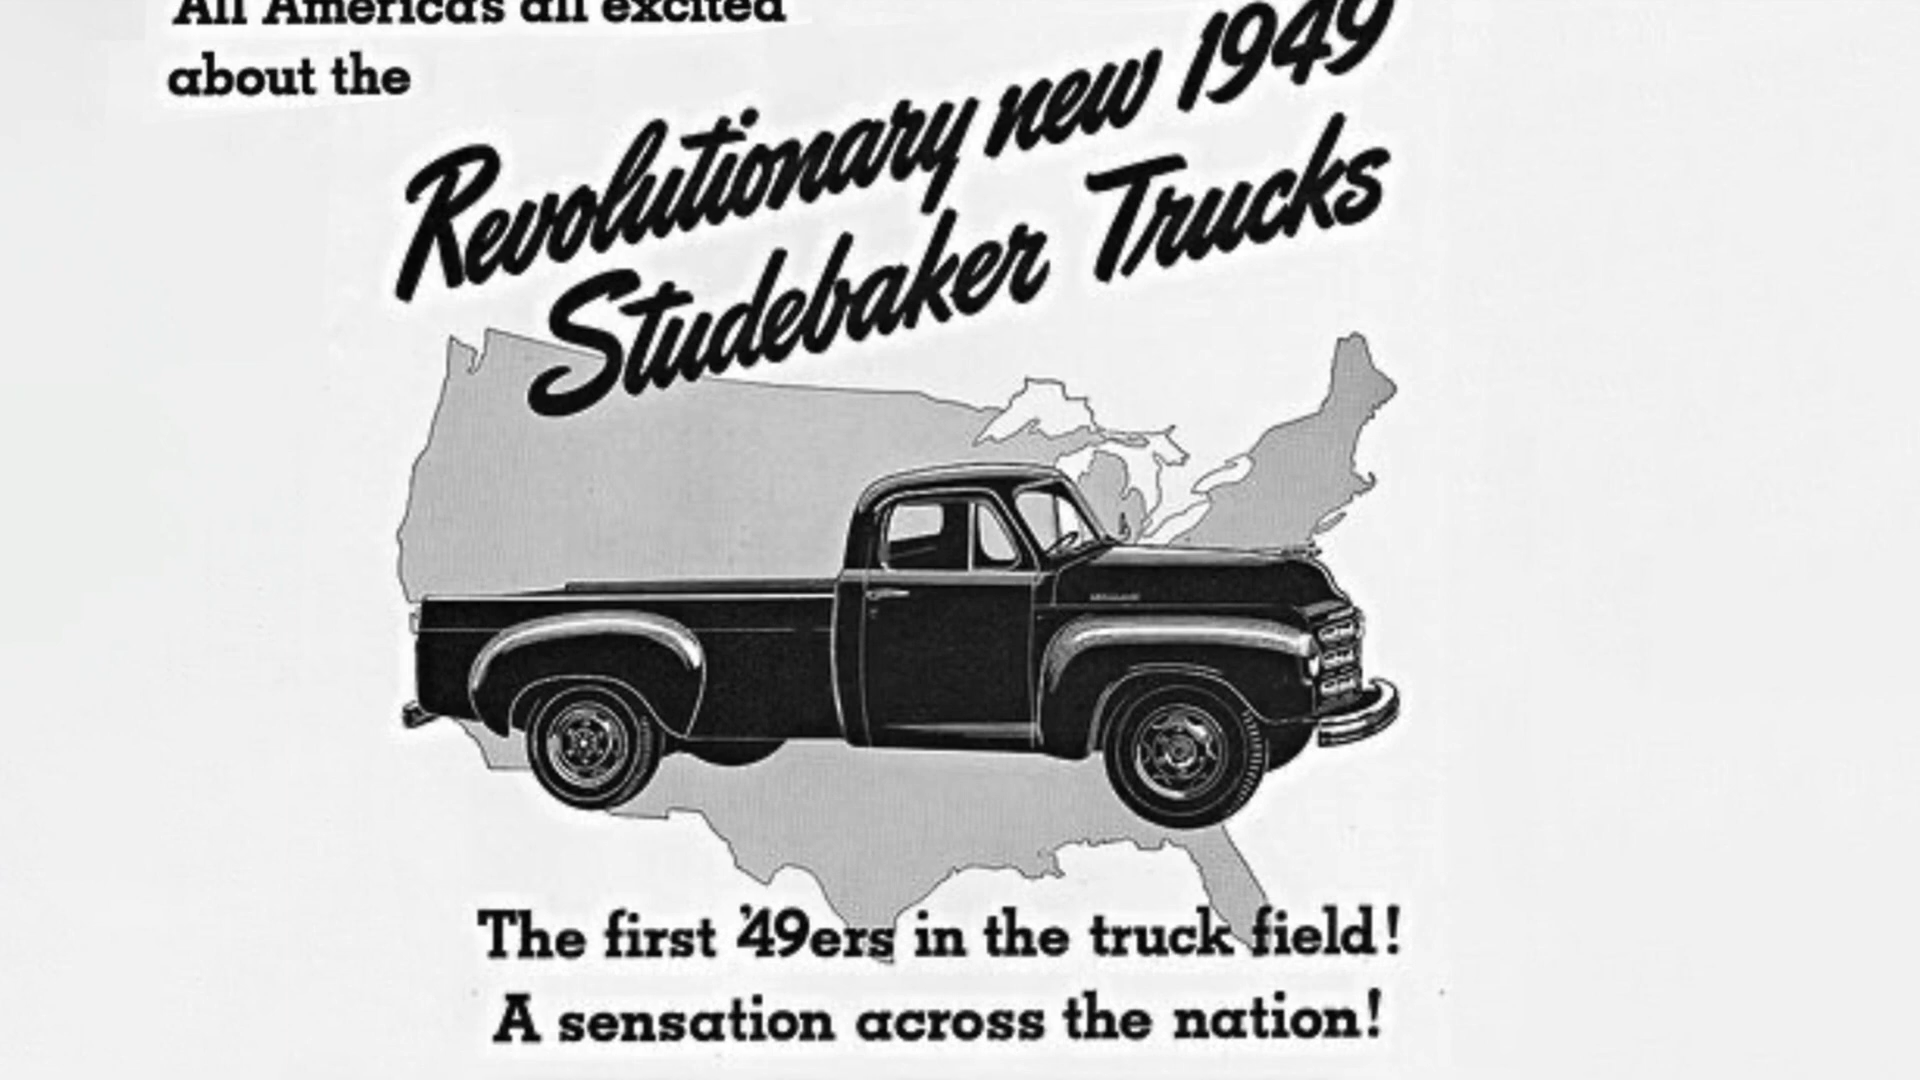 All America's all excited
about the
Revolutionary new 1949
Studebaker Trucks
The first '49ers in the truck field!
A sensation across the nation!